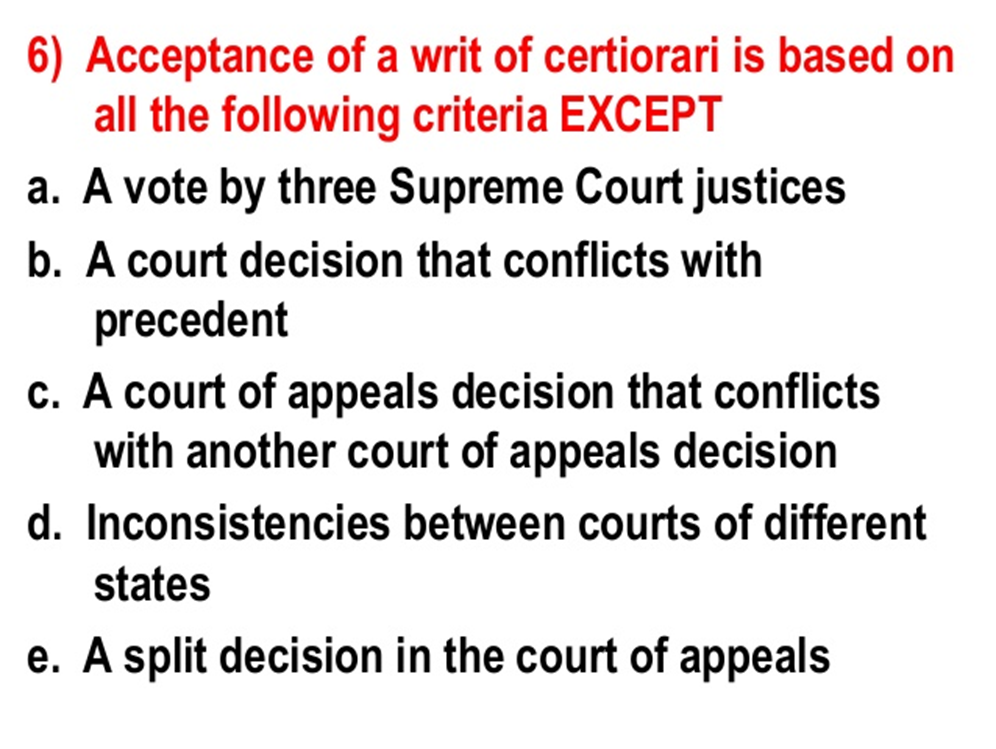 6) Acceptance of a writ of certiorari is based on
all the following criteria EXCEPT
a. A vote by three Supreme Court justices
b. A court decision that conflicts with
precedent
c. A court of appeals decision that conflicts
with another court of appeals decision
d. Inconsistencies between courts of different
states
e. A split decision in the court of appeals